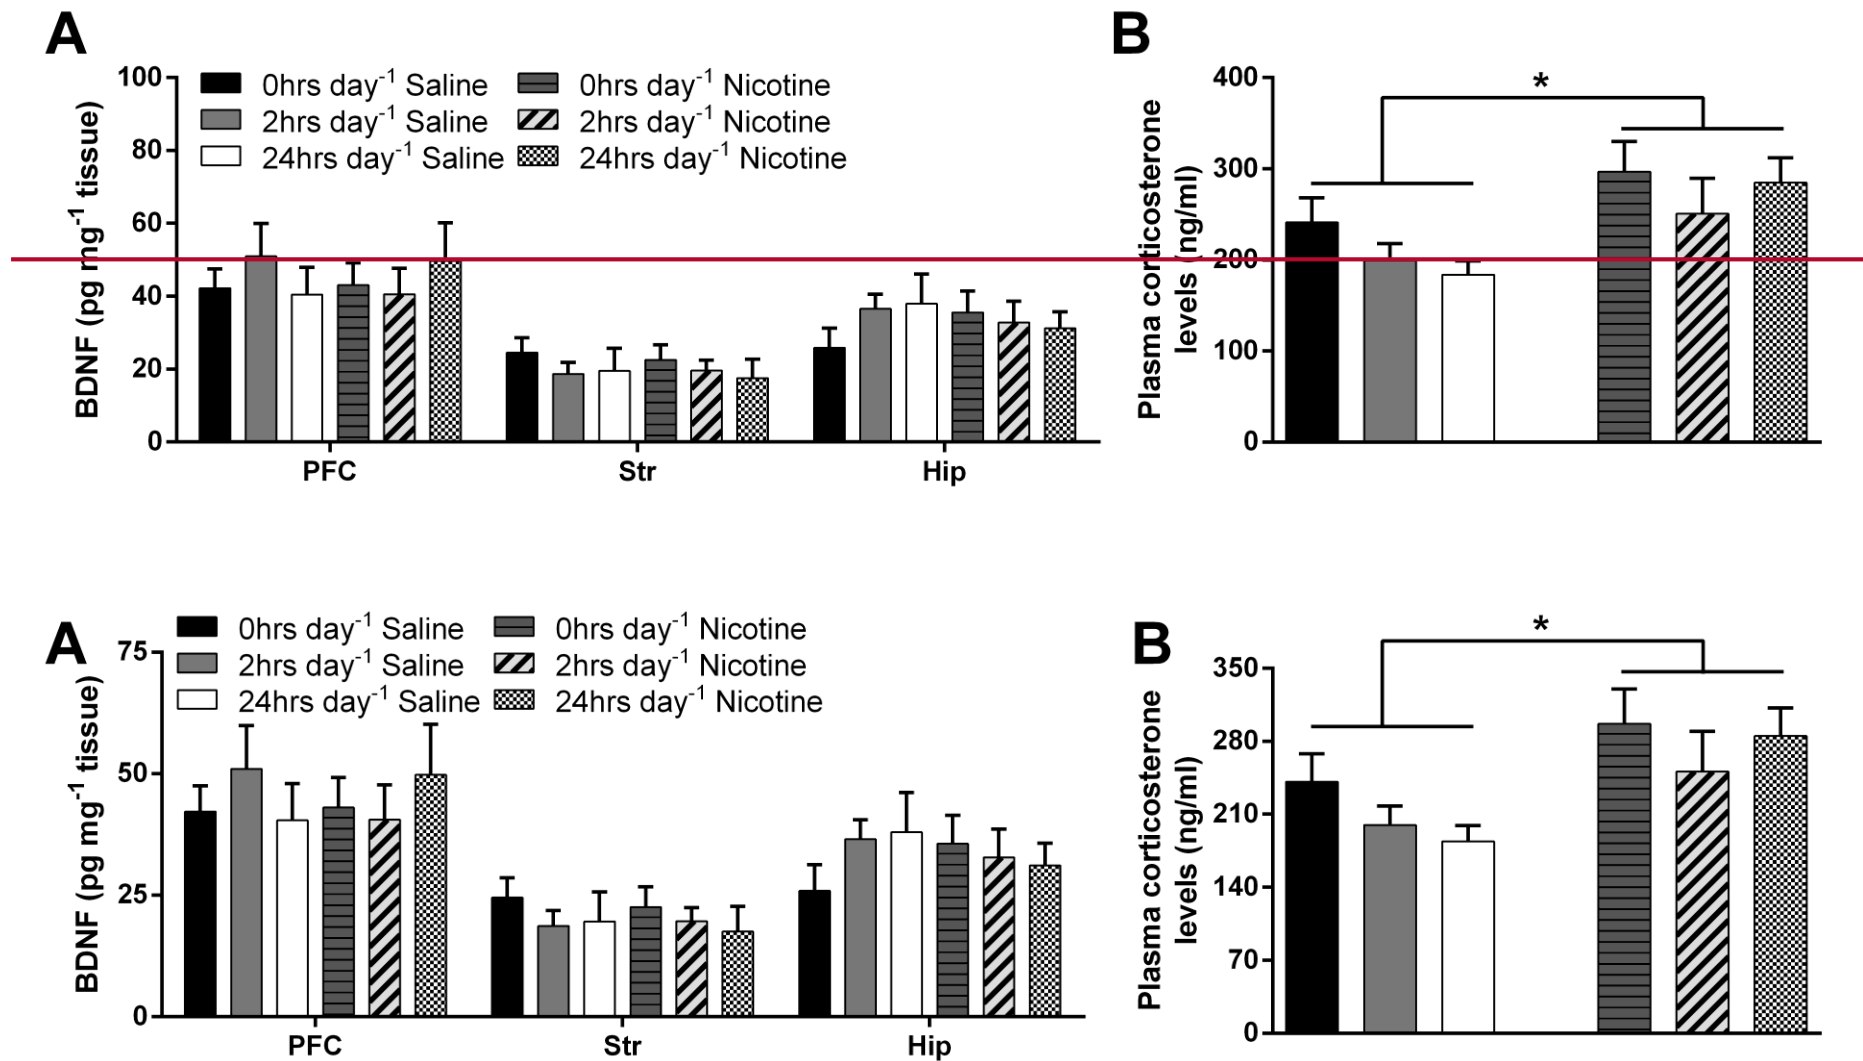 A
B
100
80
60
40
20
0
BDNF (pg mg-1 tissue)
0hrs day-1 Saline
2hrs day-1 Saline
24hrs day-1 Saline
0hrs day-1 Nicotine
2hrs day-1 Nicotine
24hrs day-1 Nicotine
PFC Str Hip
400
300
200
100
0
Plasma corticosterone
levels (ng/ml)
*
A
B
75
50
25
0
BDNF (pg mg-1 tissue)
0hrs day-1 Saline
2hrs day-1 Saline
24hrs day-1 Saline
0hrs day-1 Nicotine
2hrs day-1 Nicotine
24hrs day-1 Nicotine
PFC Str Hip
350
280
210
140
70
0
Plasma corticosterone
levels (ng/ml)
*